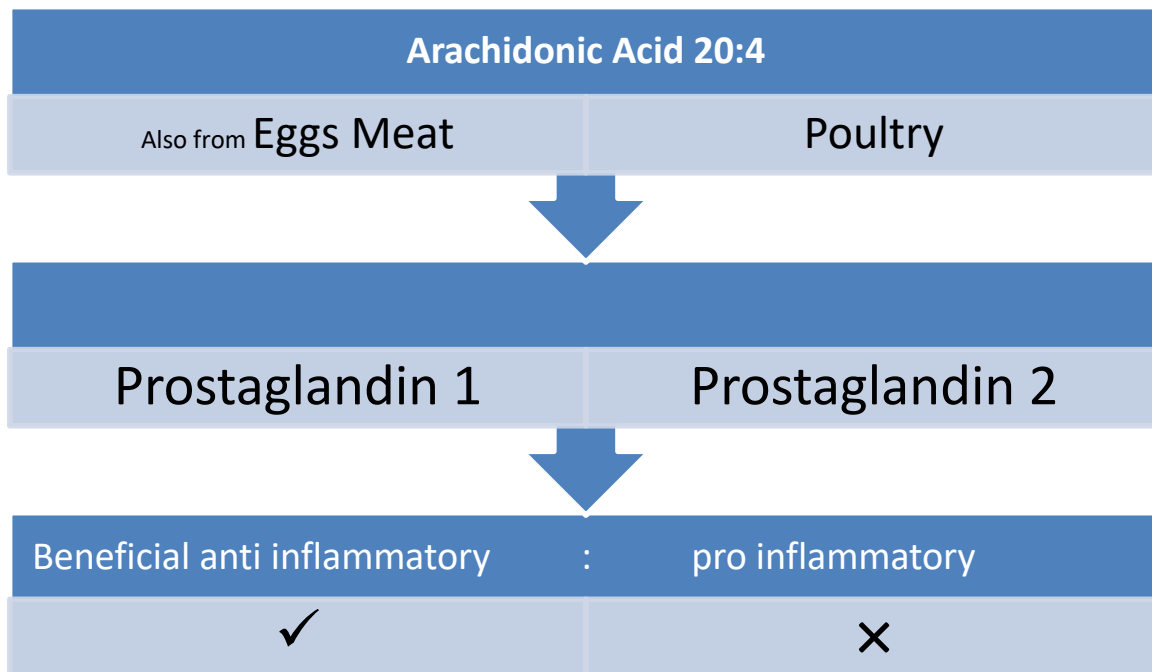 Arachidonic Acid 20:4
Also from Eggs Meat Poultry
Prostaglandin 1 Prostaglandin 2
Beneficial anti inflammatory : pro inflammatory
✓ ×